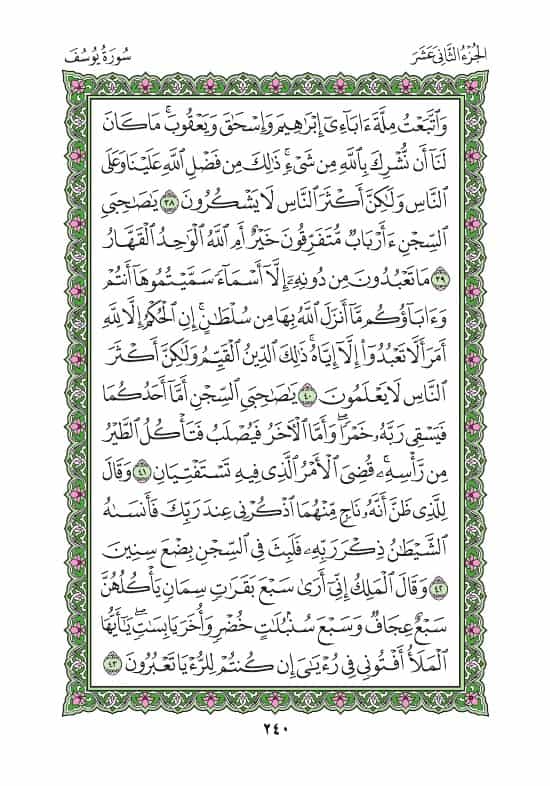 الجُزْءُ الثَّانِي عَشَرَ
سُورَةُ يُوسُفَ
وَٱتَّبَعۡتُ مِلَّةَ ءَابَآءِيٓ إِبۡرَٰهِيمَ وَإِسۡحَٰقَ وَيَعۡقُوبَۚ مَا كَانَ
لَنَآ أَن نُّشۡرِكَ بِٱللَّهِ مِن شَيۡءٖۚ ذَٰلِكَ مِن فَضۡلِ ٱللَّهِ عَلَيۡنَا وَعَلَى
ٱلنَّاسِ وَلَٰكِنَّ أَكۡثَرَ ٱلنَّاسِ لَا يَشۡكُرُونَ ٣٨ يَٰصَٰحِبَيِ
ٱلسِّجۡنِ ءَأَرۡبَابٞ مُّتَفَرِّقُونَ خَيۡرٌ أَمِ ٱللَّهُ ٱلۡوَٰحِدُ ٱلۡقَهَّارُ
٣٩ مَا تَعۡبُدُونَ مِن دُونِهِۦٓ إِلَّآ أَسۡمَآءٗ سَمَّيۡتُمُوهَآ أَنتُمۡ
وَءَابَآؤُكُم مَّآ أَنزَلَ ٱللَّهُ بِهَا مِن سُلۡطَٰنٍۚ إِنِ ٱلۡحُكۡمُ إِلَّا لِلَّهِ
أَمَرَ أَلَّا تَعۡبُدُوٓاْ إِلَّآ إِيَّاهُۚ ذَٰلِكَ ٱلدِّينُ ٱلۡقَيِّمُ وَلَٰكِنَّ أَكۡثَرَ
ٱلنَّاسِ لَا يَعۡلَمُونَ ٤٠ يَٰصَٰحِبَيِ ٱلسِّجۡنِ أَمَّآ أَحَدُكُمَا
فَيَسۡقِي رَبَّهُۥ خَمۡرٗاۖ وَأَمَّا ٱلۡأٓخَرُ فَيُصۡلَبُ فَتَأۡكُلُ ٱلطَّيۡرُ
مِن رَّأۡسِهِۦۚ قُضِيَ ٱلۡأَمۡرُ ٱلَّذِي فِيهِ تَسۡتَفۡتِيَانِ ٤١ وَقَالَ
لِلَّذِي ظَنَّ أَنَّهُۥ نَاجٖ مِّنۡهُمَا ٱذۡكُرۡنِي عِندَ رَبِّكَ فَأَنسَىٰهُ
ٱلشَّيۡطَٰنُ ذِكۡرَ رَبِّهِۦ فَلَبِثَ فِي ٱلسِّجۡنِ بِضۡعَ سِنِينَ
٤٢ وَقَالَ ٱلۡمَلِكُ إِنِّيٓ أَرَىٰ سَبۡعَ بَقَرَٰتٖ سِمَانٖ يَأۡكُلُهُنَّ
سَبۡعٌ عِجَافٞ وَسَبۡعَ سُنۢبُلَٰتٍ خُضۡرٖ وَأُخَرَ يَابِسَٰتٖۖ يَٰٓأَيُّهَا
ٱلۡمَلَأُ أَفۡتُونِي فِي رُءۡيَٰيَ إِن كُنتُمۡ لِلرُّءۡيَا تَعۡبُرُونَ ٤٣
٢٤٠